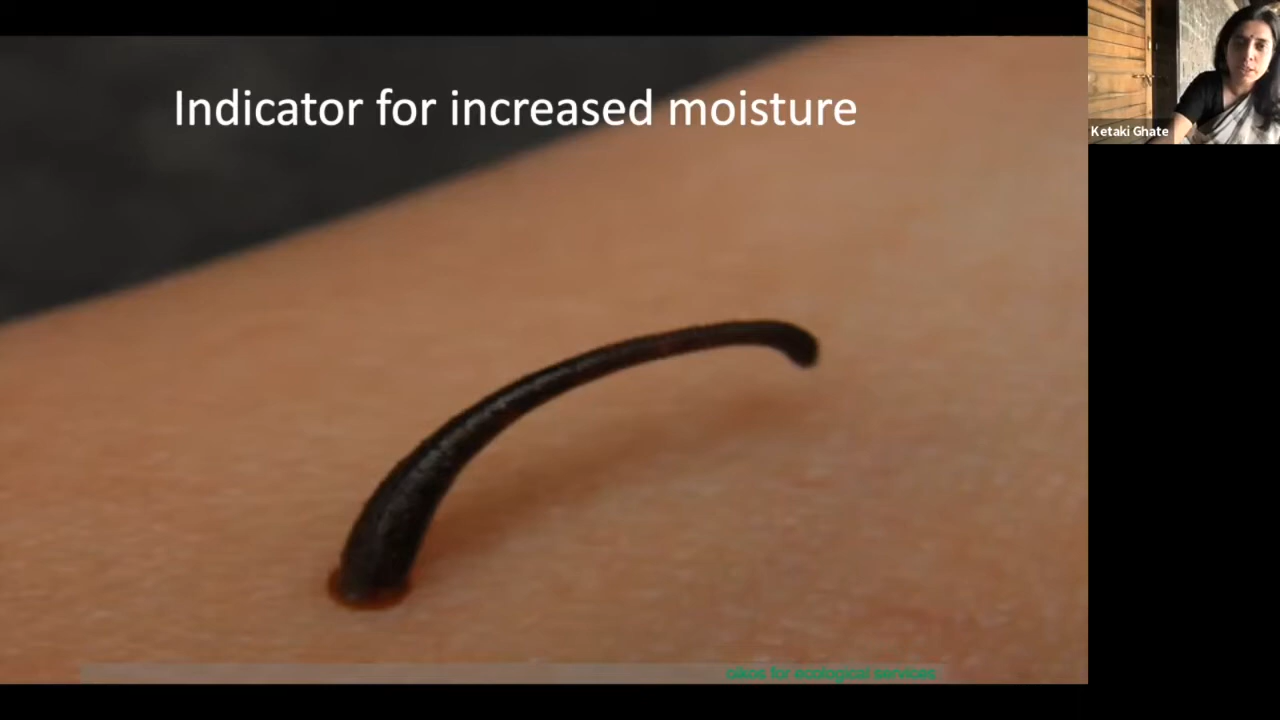 Indicator for increased moisture
Ketaki Ghate
oikos for ecological services